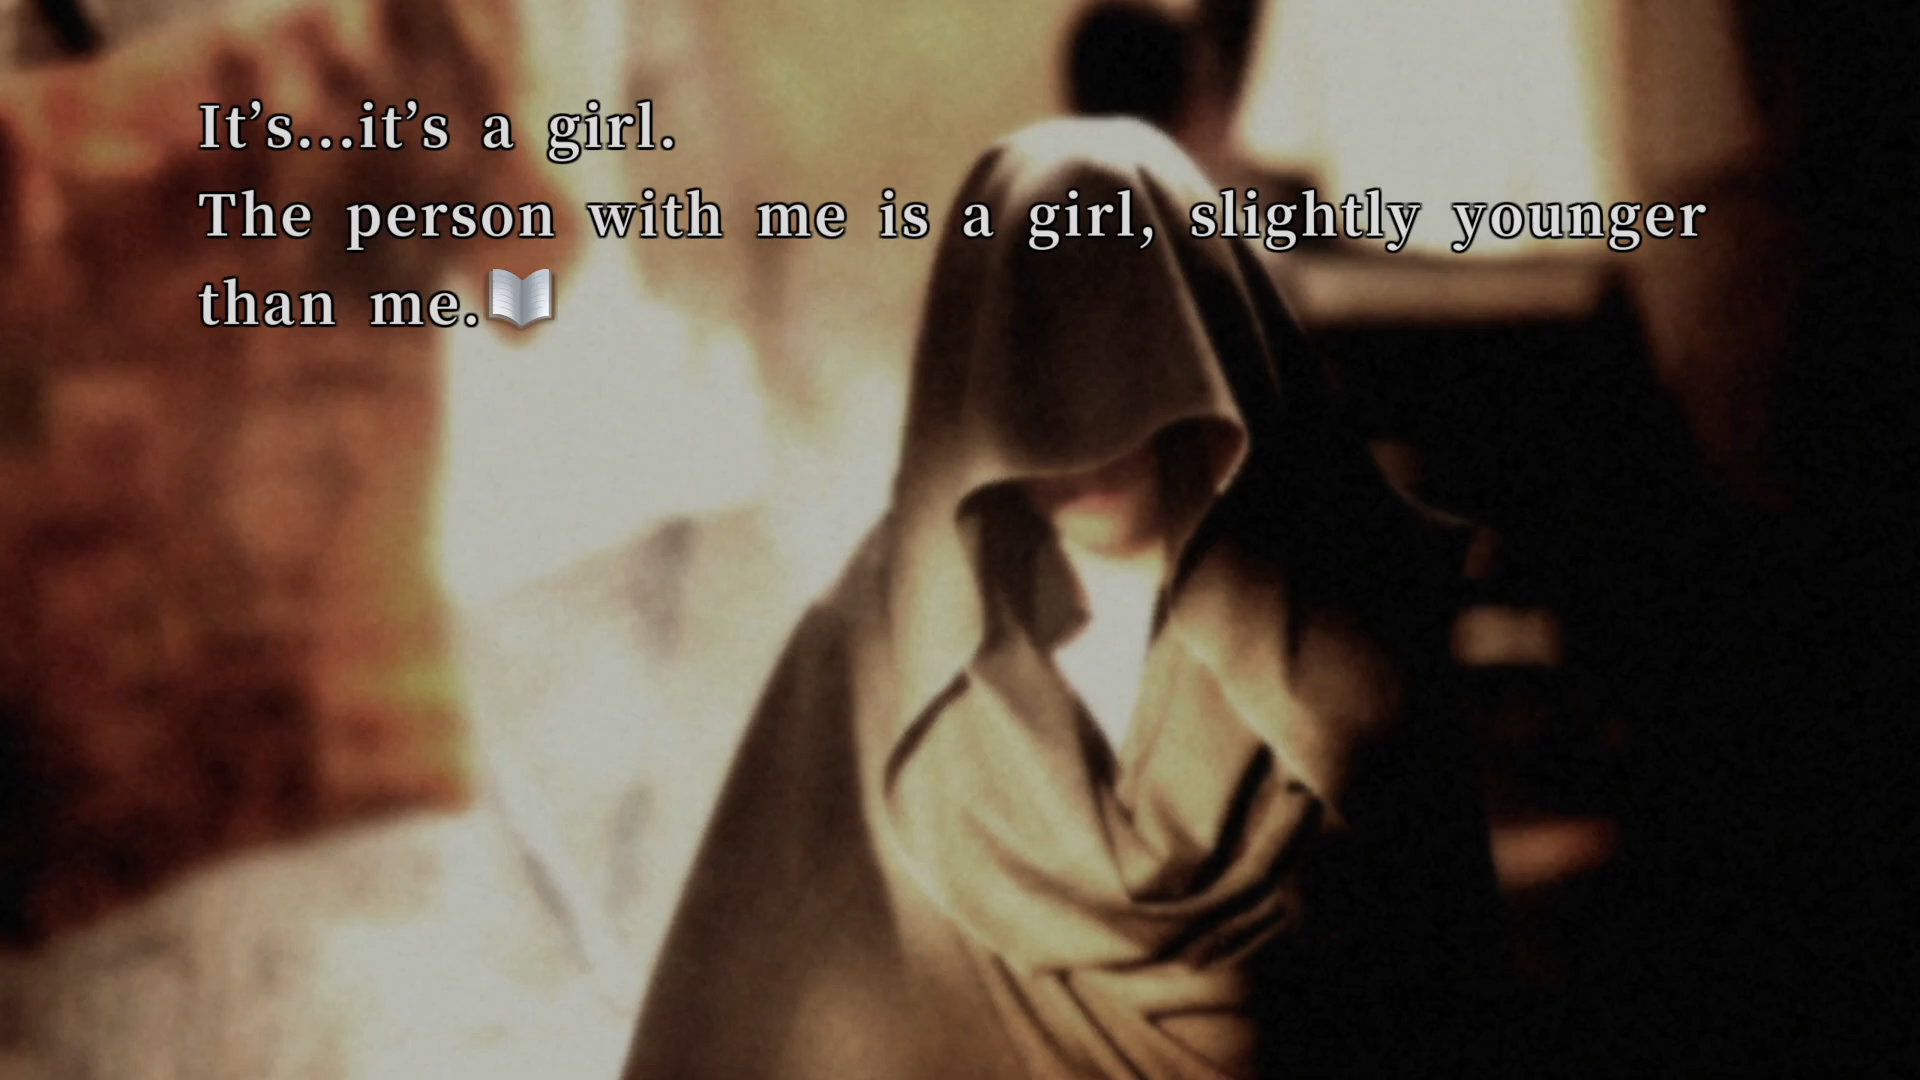 It’s...it’s a girl.
The person with me is a girl, slightly younger
than me.